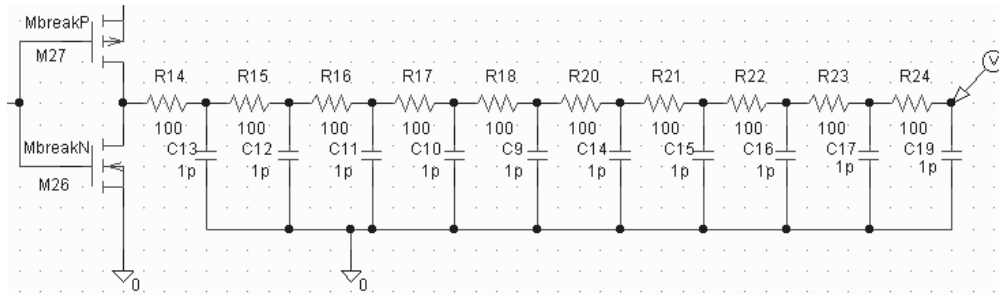 MbreakP
M27
R14 R15 R16 R17 R18 R20 R21 R22 R23 R24
V
100 100 100 100 100 100 100 100 100 100
MbreakN
C13 C12 C11 C10 C9 C14 C15 C16 C17 C19
1p 1p 1p 1p 1p 1p 1p 1p 1p 1p
M26
0 0